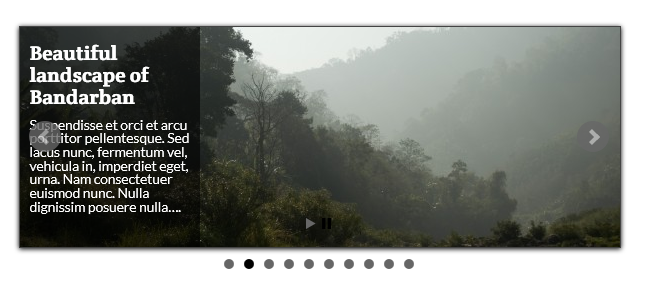 Beautiful
landscape of
Bandarban
Suspendisse et orci et arcu
porttitor pellentesque. Sed
lacus nunc, fermentum vel,
vehicula in, imperdiet eget,
urna. Nam consectetuer
euismod nunc. Nulla
dignissim posuere nulla....